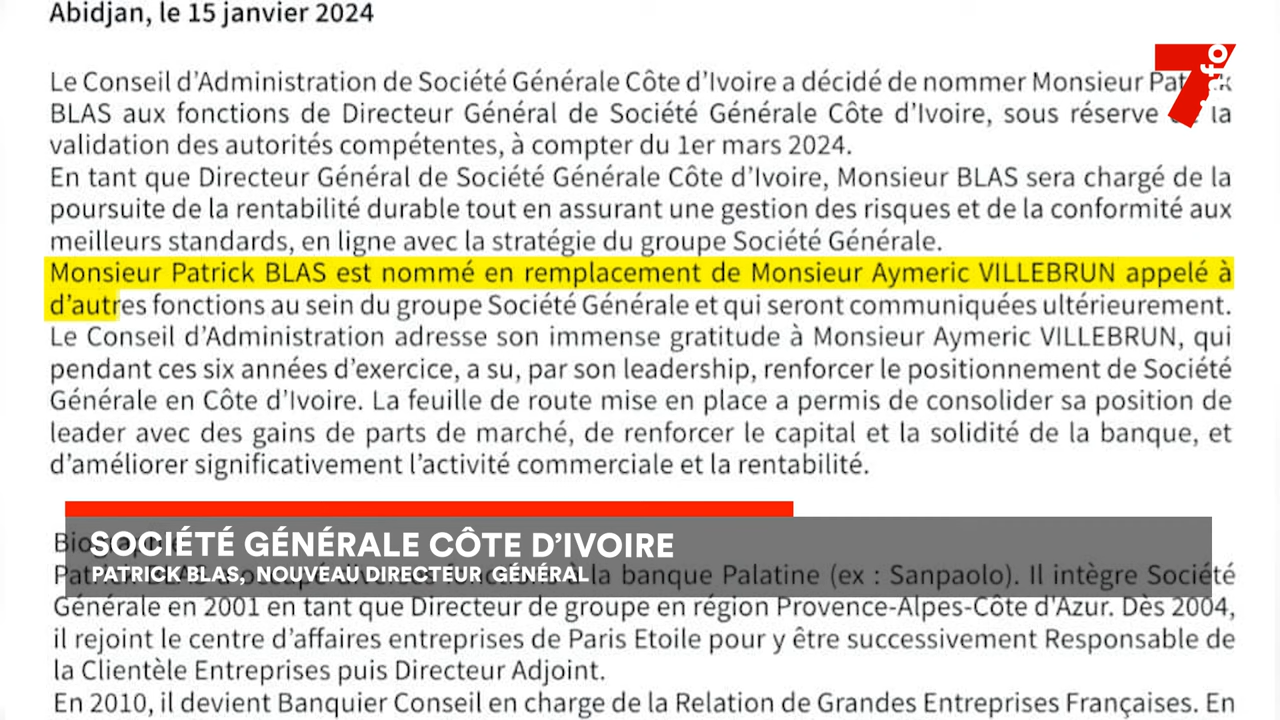 Abidjan, le 15 janvier 2024
Le Conseil d'Administration de Société Générale Côte d'Ivoire a décidé de nommer Monsieur
BLAS aux fonctions de Directeur Général de Société Générale Côte d'Ivoire, sous réserve la
validation des autorités compétentes, à compter du 1er mars 2024.
En tant que Directeur Général de Société Générale Côte d'Ivoire, Monsieur BLAS sera chargé de la
poursuite de la rentabilité durable tout en assurant une gestion des risques et de la conformité aux
meilleurs standards, en ligne avec la stratégie du groupe Société Générale.
Monsieur Patrick BLAS est nommé en remplacement de Monsieur Aymeric VILLEBRUN appelé à
d'autres fonctions au sein du groupe Société Générale et qui seront communiquées ultérieurement.
Le Conseil d'Administration adresse son immense gratitude à Monsieur Aymeric VILLEBRUN, qui
pendant ces six années d'exercice, a su, par son leadership, renforcer le positionnement de Société
Générale en Côte d'Ivoire. La feuille de route mise en place a permis de consolider sa position de
leader avec des gains de parts de marché, de renforcer le capital et la solidité de la banque, et
d'améliorer significativement l'activité commerciale et la rentabilité.
SOCIÉTÉ GÉNÉRALE CÔTE D'IVOIRE
PATRICK BLAS, NOUVEAU DIRECTEUR GÉNÉRAL
la banque Palatine (ex : Sanpaolo). Il intègre Société
Générale en 2001 en tant que Directeur de groupe en région Provence-Alpes-Côte d'Azur. Dès 2004,
il rejoint le centre d'affaires entreprises de Paris Etoile pour y être successivement Responsable de
la Clientèle Entreprises puis Directeur Adjoint.
En 2010, il devient Banquier Conseil en charge de la Relation de Grandes Entreprises Françaises. En